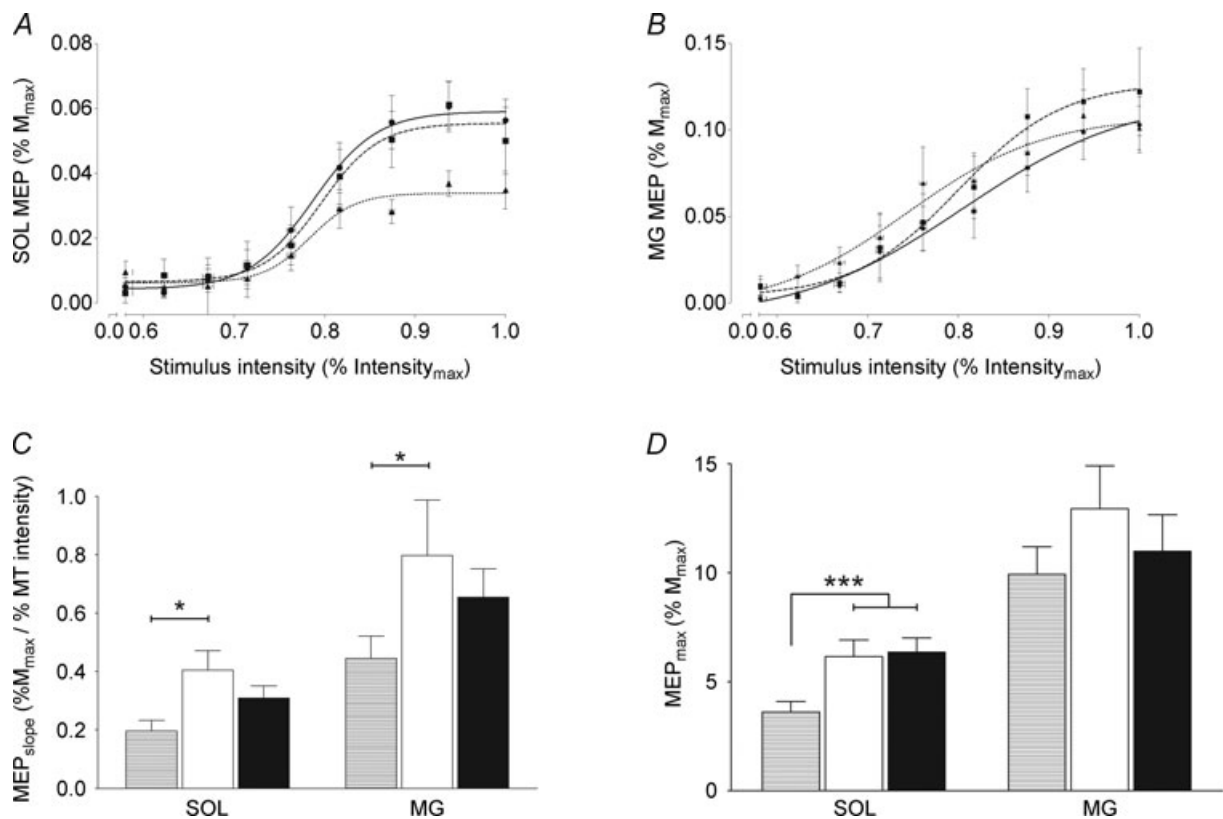 A
SOL MEP (% Mmax)
0.08
0.06
0.04
0.02
0.00
0.0 0.6 0.7 0.8 0.9 1.0
Stimulus intensity (% Intensitymax)
B
MG MEP (% Mmax)
0.15
0.10
0.05
0.00
0.0 0.6 0.7 0.8 0.9 1.0
Stimulus intensity (% Intensitymax)
C
MEPslope (%Mmax / % MT intensity)
1.0
0.8
0.6
0.4
0.2
0.0
*
*
SOL MG
D
MEPmax (% Mmax)
15
10
5
0
***
SOL MG